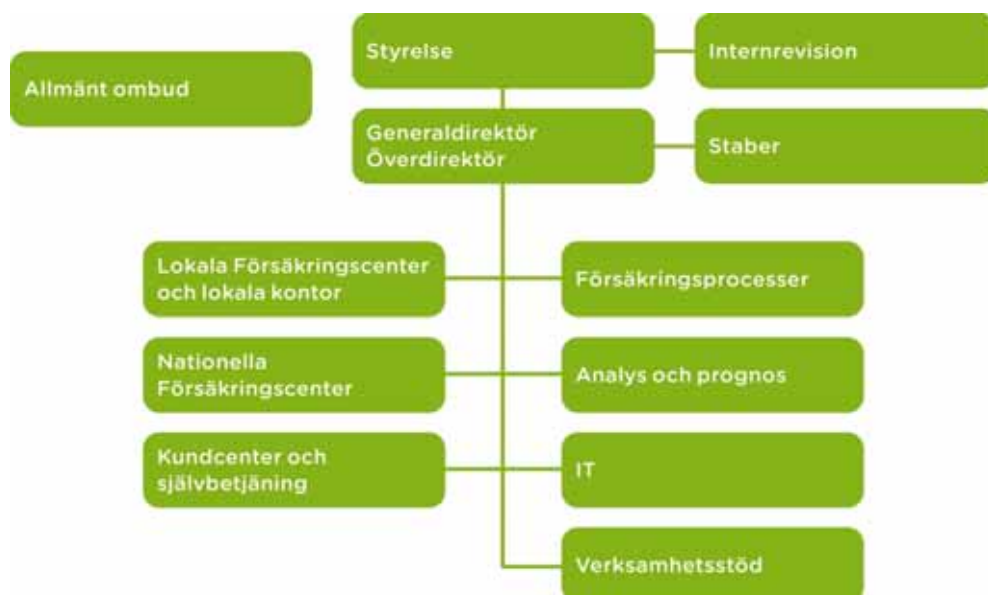 Styrelse
Internrevision
Allmänt ombud
Generaldirektör
Överdirektör
Staber
Lokala Försäkringscenter
och lokala kontor
Försäkringsprocesser
Nationella
Försäkringscenter
Analys och prognos
Kundcenter och
självbetjäning
IT
Verksamhetsstöd